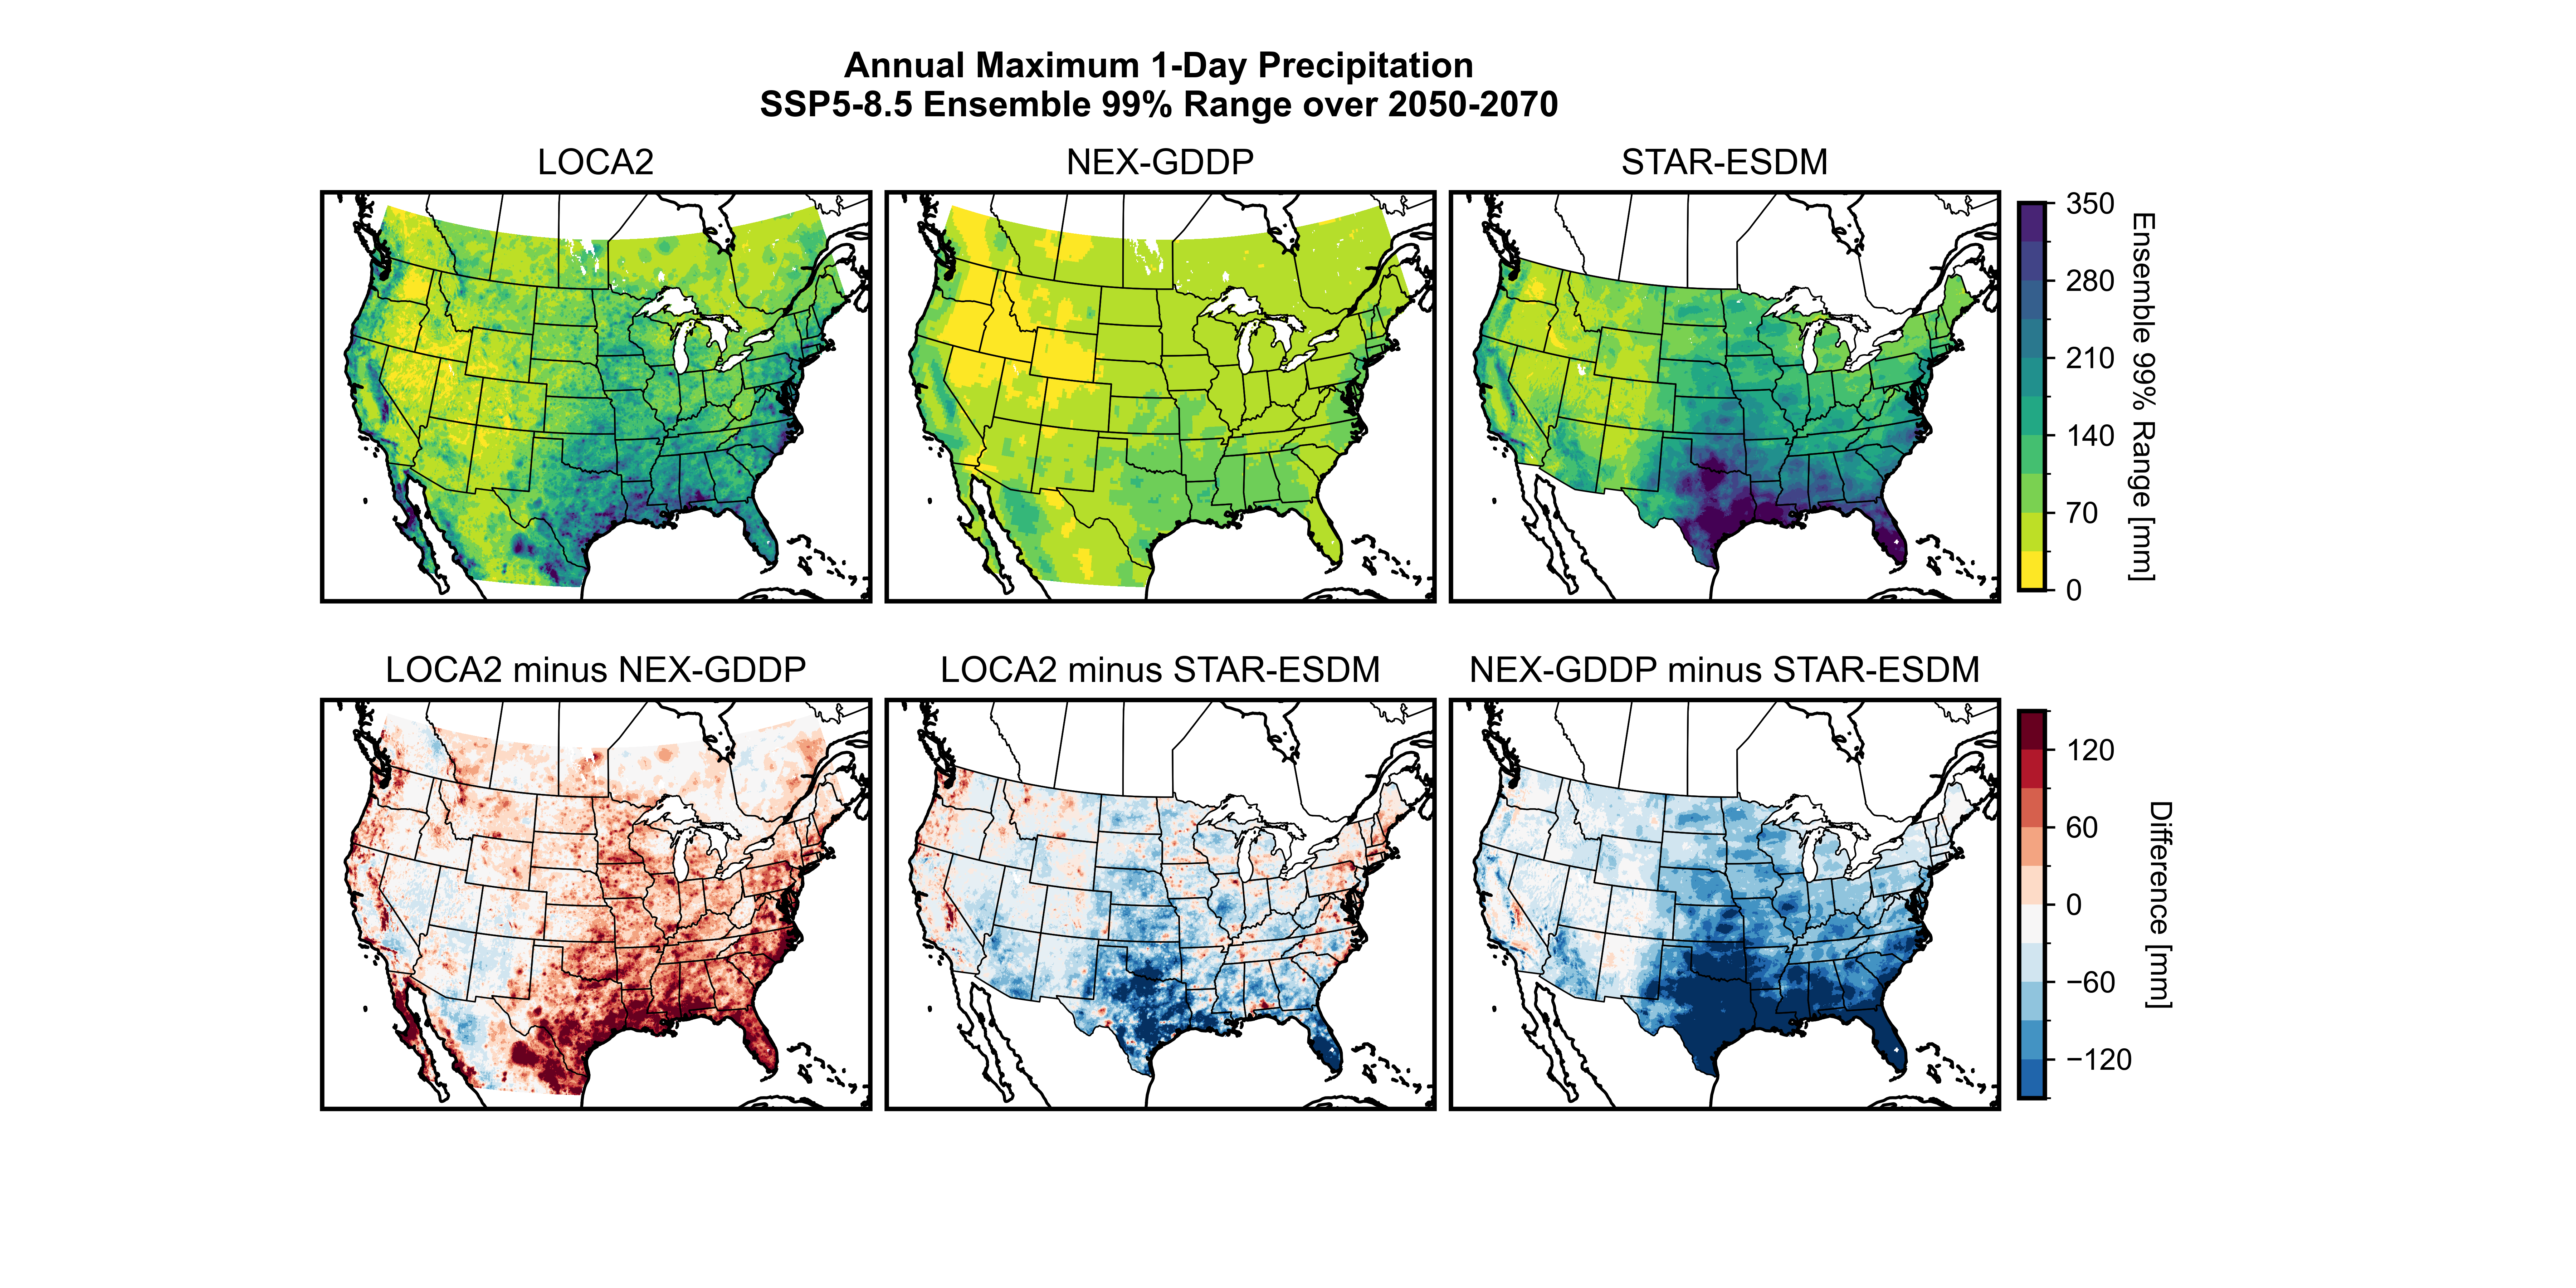 Annual Maximum 1-Day Precipitation
SSP5-8.5 Ensemble 99% Range over 2050-2070
LOCA2
NEX-GDDP
STAR-ESDM
350
280
210
140
70
0
Ensemble 99% Range [mm]
LOCA2 minus NEX-GDDP
LOCA2 minus STAR-ESDM
NEX-GDDP minus STAR-ESDM
120
60
0
−60
−120
Difference [mm]